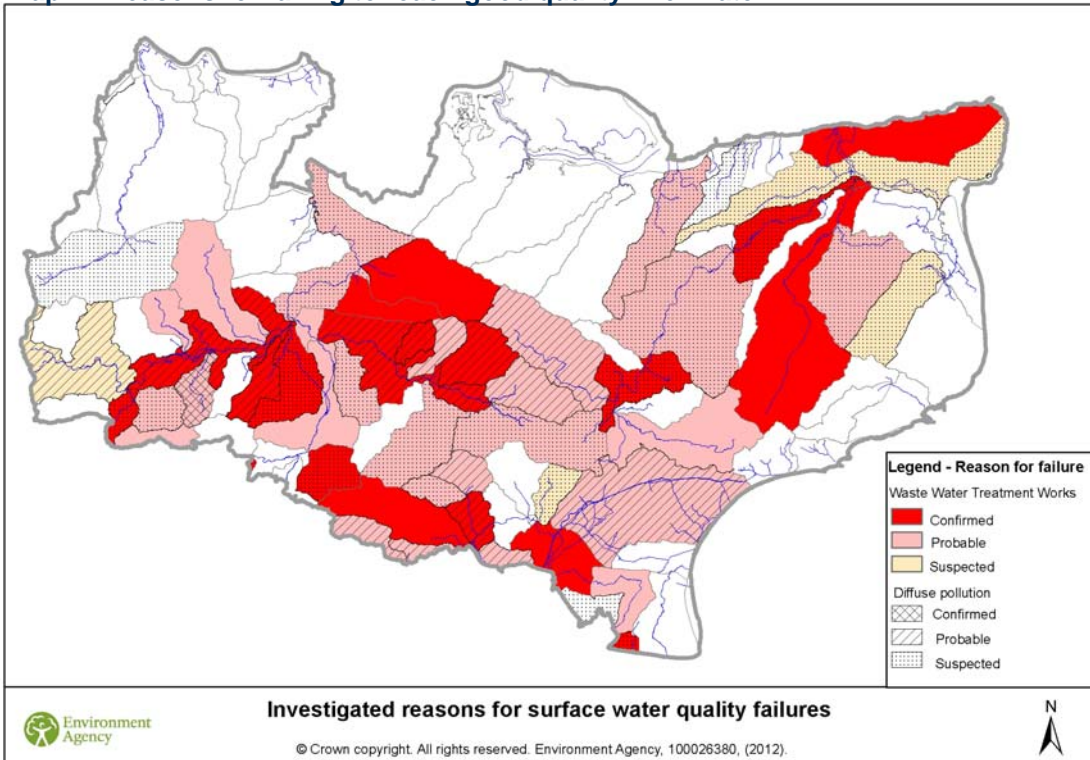 Legend - Reason for failure
Waste Water Treatment Works
Confirmed
Probable
Suspected
Diffuse pollution
Confirmed
Probable
Suspected
Environment
Agency
Investigated reasons for surface water quality failures
© Crown copyright. All rights reserved. Environment Agency, 100026380, (2012).
N